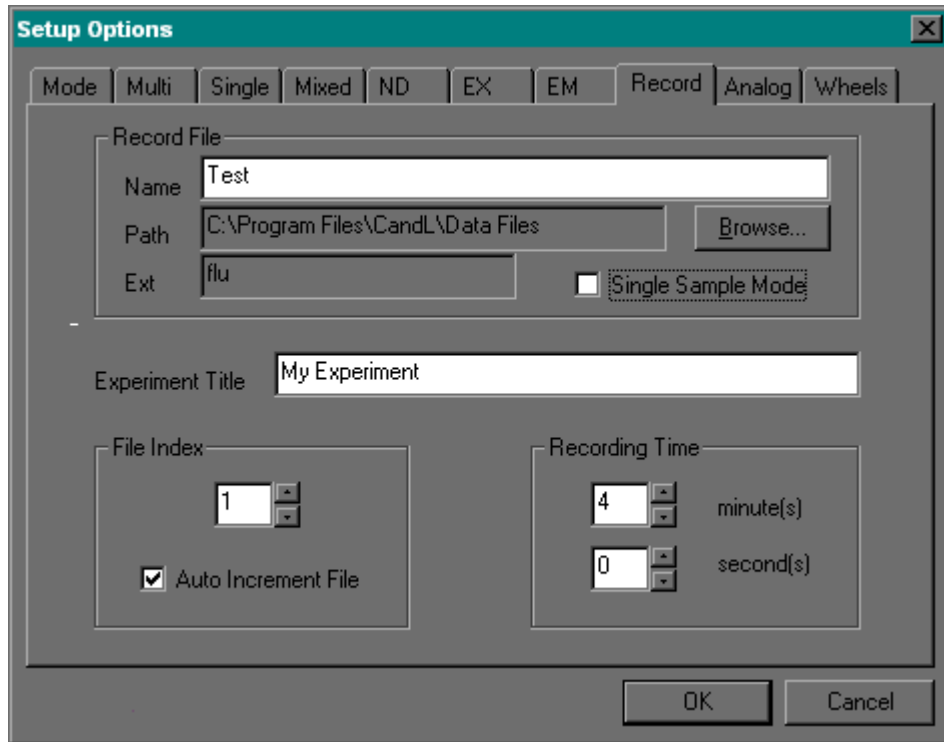 Setup Options
Mode Multi Single Mixed ND EX EM Record Analog Wheels
Record File
Name Test
Path C:\Program Files\CandL\Data Files Browse...
Ext flu Single Sample Mode
Experiment Title My Experiment
File Index Recording Time
1 4 minute(s)
Auto Increment File 0 second(s)
OK Cancel